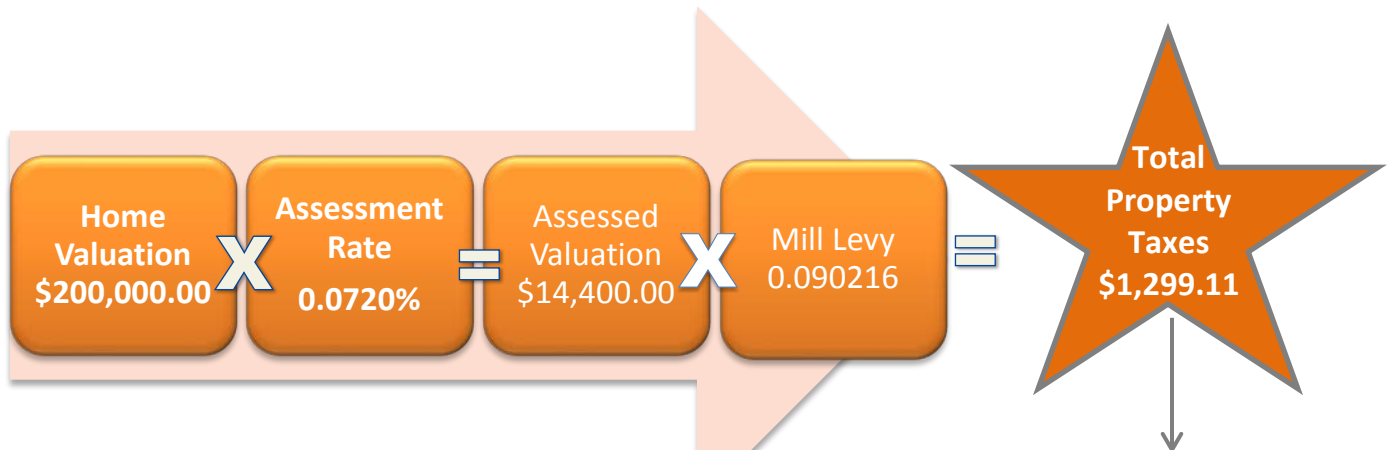 Home
Valuation
$200,000.00
X
Assessment
Rate
0.0720%
=
Assessed
Valuation
$14,400.00
X
Mill Levy
0.090216
=
Total
Property
Taxes
$1,299.11